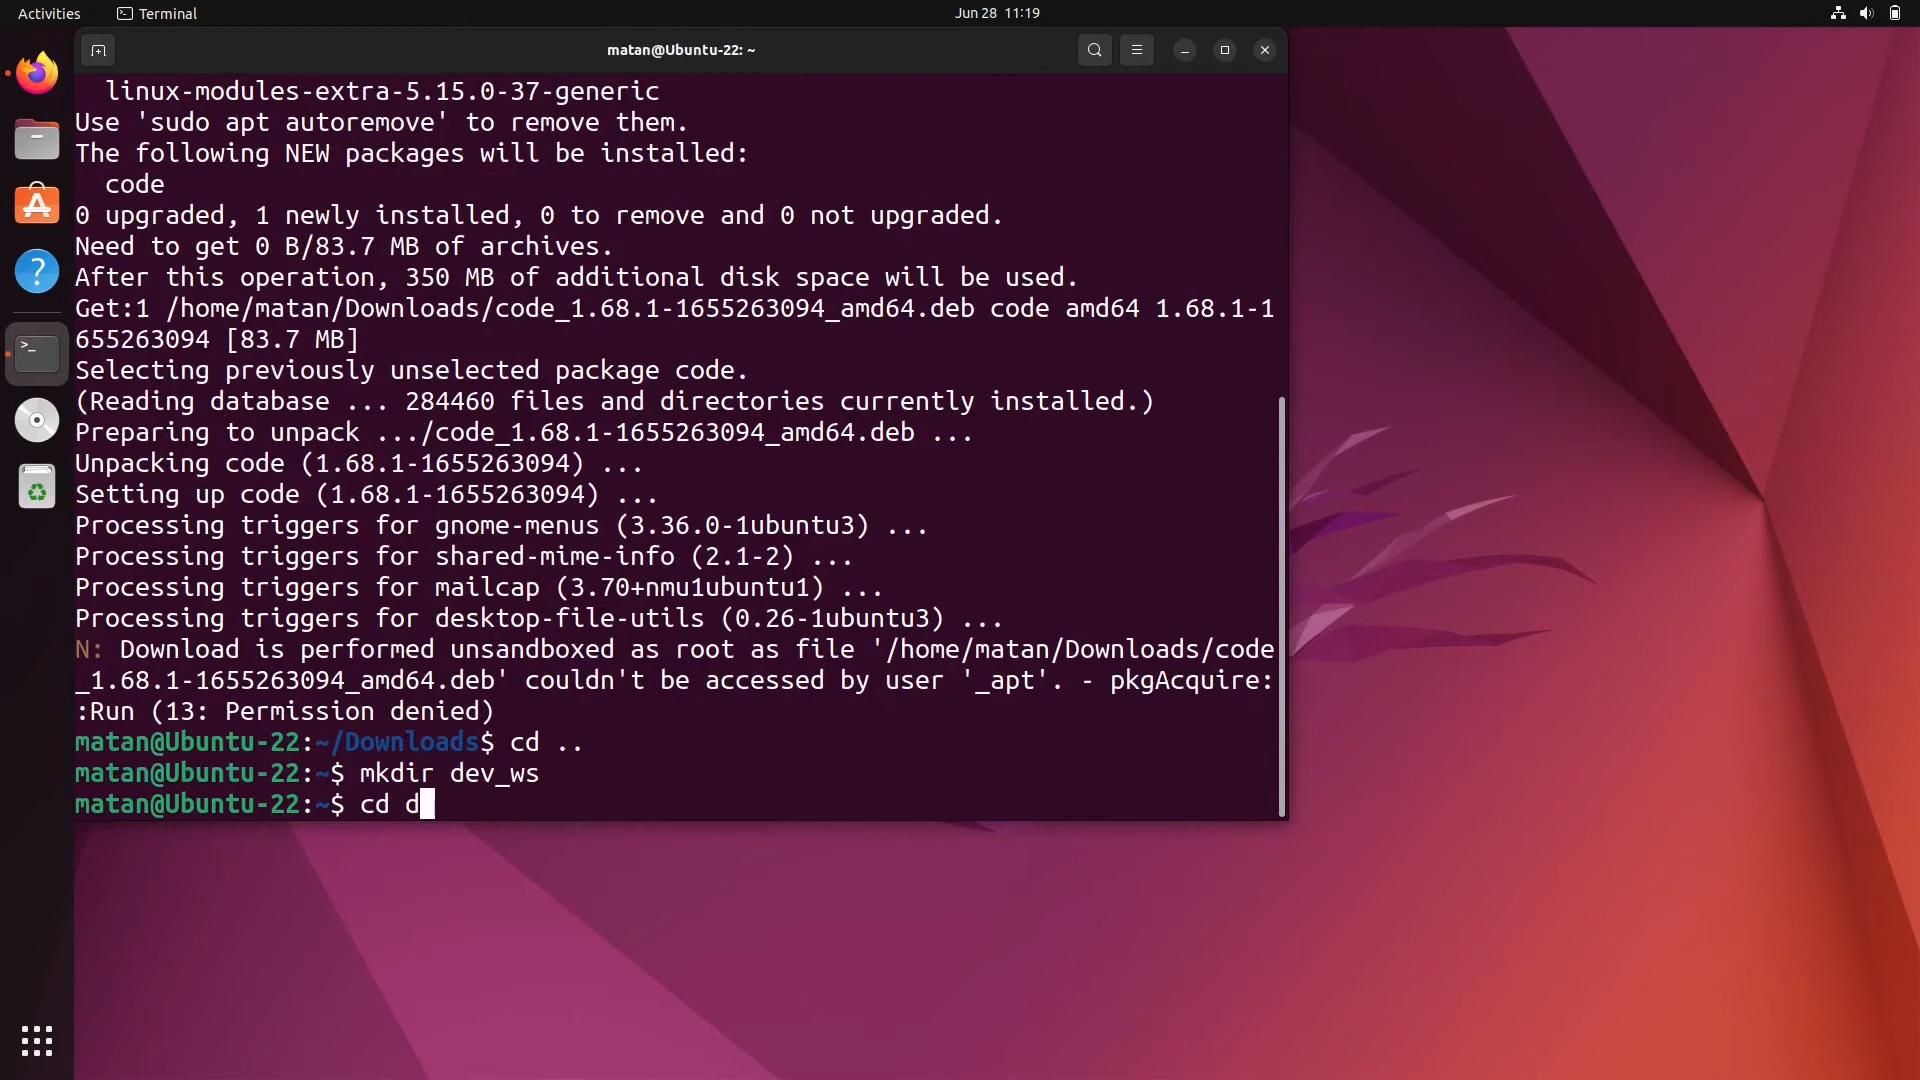 Activities
Terminal
Jun 28 11:19
matan@Ubuntu-22: ~
linux-modules-extra-5.15.0-37-generic
Use 'sudo apt autoremove' to remove them.
The following NEW packages will be installed:
code
0 upgraded, 1 newly installed, 0 to remove and 0 not upgraded.
Need to get 0 B/83.7 MB of archives.
After this operation, 350 MB of additional disk space will be used.
Get:1 /home/matan/Downloads/code_1.68.1-1655263094_amd64.deb code amd64 1.68.1-1
655263094 [83.7 MB]
Selecting previously unselected package code.
(Reading database ... 284460 files and directories currently installed.)
Preparing to unpack .../code_1.68.1-1655263094_amd64.deb ...
Unpacking code (1.68.1-1655263094) ...
Setting up code (1.68.1-1655263094) ...
Processing triggers for gnome-menus (3.36.0-1ubuntu3) ...
Processing triggers for shared-mime-info (2.1-2) ...
Processing triggers for mailcap (3.70+nmu1ubuntu1) ...
Processing triggers for desktop-file-utils (0.26-1ubuntu3) ...
N: Download is performed unsandboxed as root as file '/home/matan/Downloads/code
_1.68.1-1655263094_amd64.deb' couldn't be accessed by user '_apt'. - pkgAcquire:
:Run (13: Permission denied)
matan@Ubuntu-22:~/Downloads$ cd ..
matan@Ubuntu-22:~$ mkdir dev_ws
matan@Ubuntu-22:~$ cd d